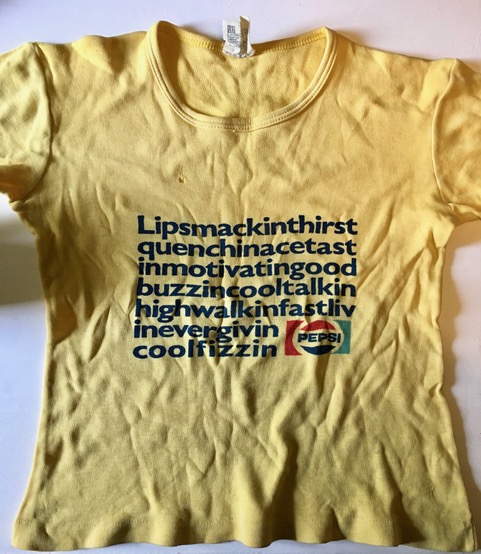 Lipsmackinthirst
quenchinacetast
inmotivatingood
buzzincooltalkin
highwalkinfastliv
inevergivin
coolfizzin
PEPSI